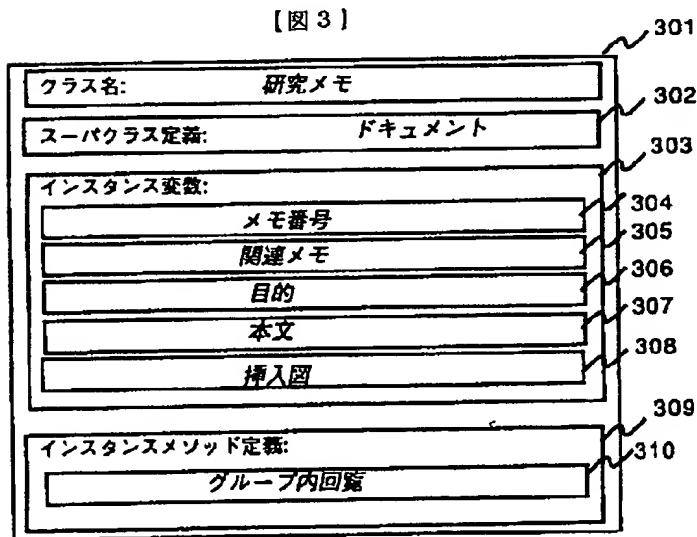 【図3】
301
クラス名: 研究メモ
302
スーパクラス定義: ドキュメント
303
インスタンス変数:
メモ番号
304
関連メモ
305
目的
306
本文
307
挿入図
308
309
インスタンスメソッド定義:
310
グループ内回覧